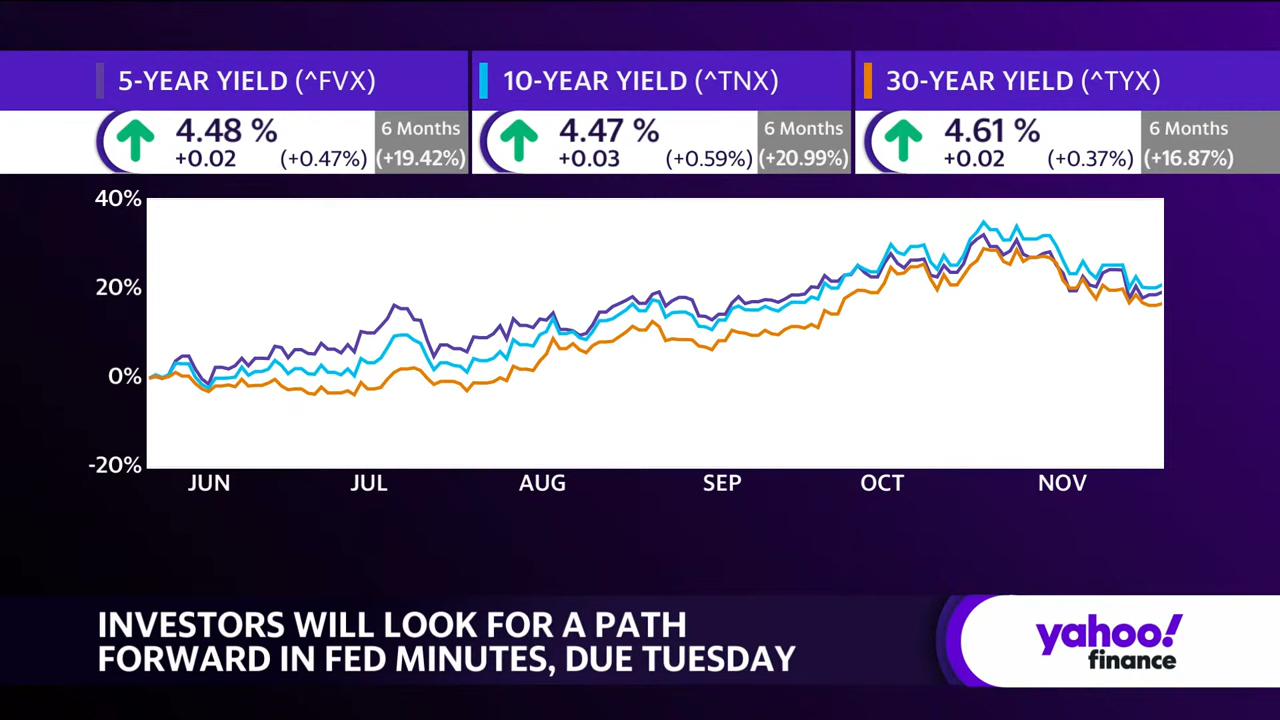 5-YEAR YIELD (^FVX)
4.48 %
+0.02 (+0.47%)
6 Months
(+19.42%)
10-YEAR YIELD (^TNX)
4.47 %
+0.03 (+0.59%)
6 Months
(+20.99%)
30-YEAR YIELD (^TYX)
4.61 %
+0.02 (+0.37%)
6 Months
(+16.87%)
40%
20%
0%
-20%
JUN JUL AUG SEP OCT NOV
INVESTORS WILL LOOK FOR A PATH
FORWARD IN FED MINUTES, DUE TUESDAY
yahoo!
finance